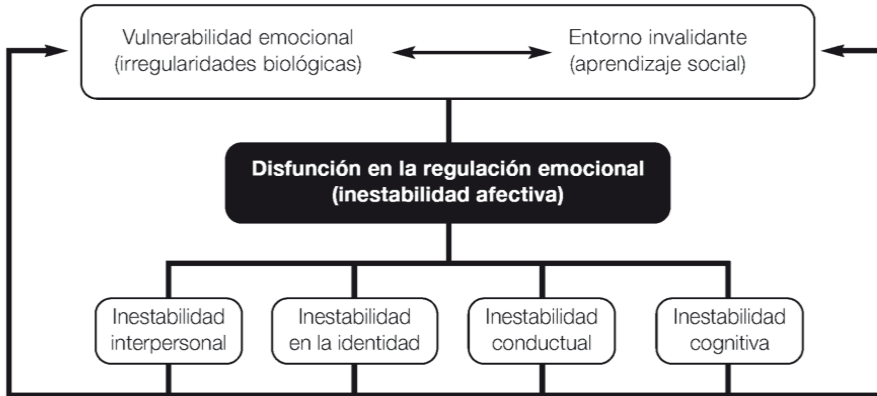 Vulnerabilidad emocional
(irregularidades biológicas)
Entorno invalidante
(aprendizaje social)
Disfunción en la regulación emocional
(inestabilidad afectiva)
Inestabilidad
interpersonal
Inestabilidad
en la identidad
Inestabilidad
conductual
Inestabilidad
cognitiva